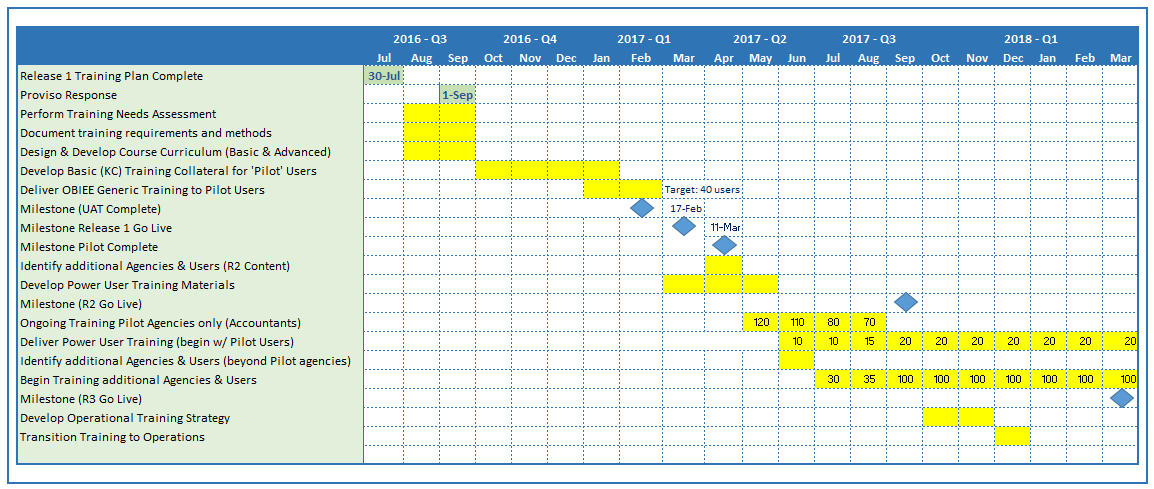 2016 - Q3 2016 - Q4 2017 - Q1 2017 - Q2 2017 - Q3 2018 - Q1
Jul Aug Sep Oct Nov Dec Jan Feb Mar Apr May Jun Jul Aug Sep Oct Nov Dec Jan Feb Mar
Release 1 Training Plan Complete 30-Jul
Proviso Response 1-Sep
Perform Training Needs Assessment
Document training requirements and methods
Design & Develop Course Curriculum (Basic & Advanced)
Develop Basic (KC) Training Collateral for 'Pilot' Users
Deliver OBIEE Generic Training to Pilot Users Target: 40 users
Milestone (UAT Complete) 17-Feb
Milestone Release 1 Go Live 11-Mar
Milestone Pilot Complete
Identify additional Agencies & Users (R2 Content)
Develop Power User Training Materials
Milestone (R2 Go Live)
Ongoing Training Pilot Agencies only (Accountants) 120 110 80 70
Deliver Power User Training (begin w/ Pilot Users) 10 10 15 20 20 20 20 20 20 20
Identify additional Agencies & Users (beyond Pilot agencies)
Begin Training additional Agencies & Users 30 35 100 100 100 100 100 100 100
Milestone (R3 Go Live)
Develop Operational Training Strategy
Transition Training to Operations